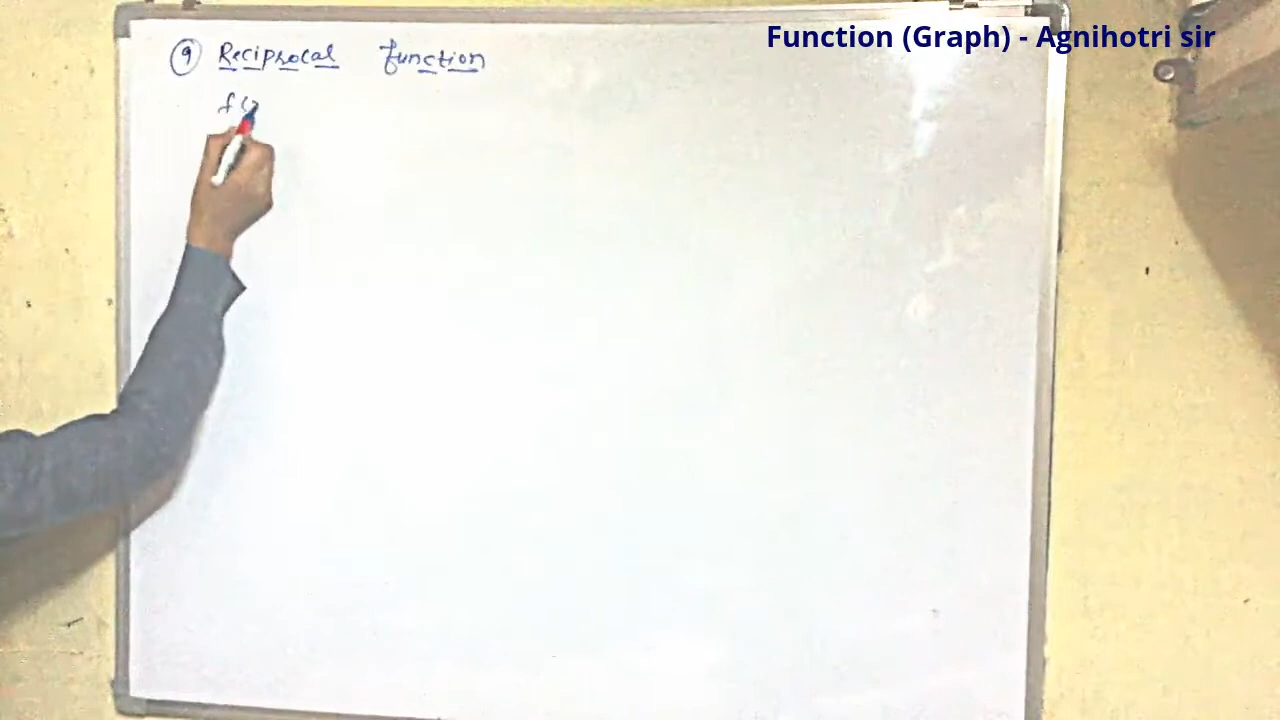 Function (Graph) - Agnihotri sir
9 Reciprocal function
f(